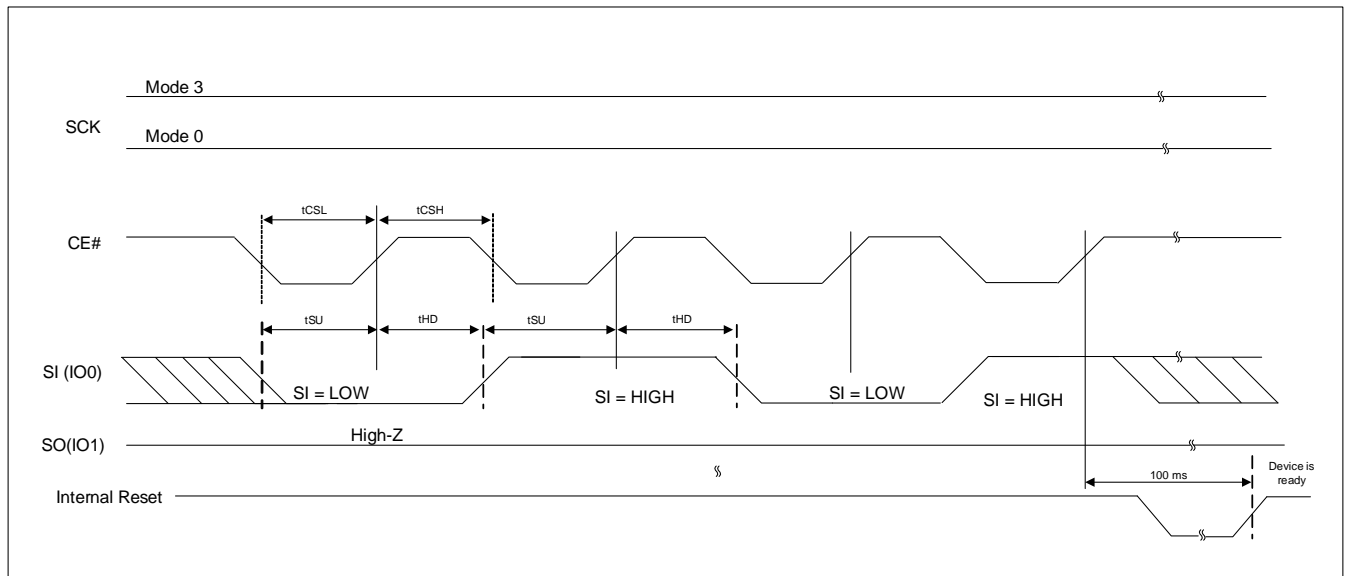 Mode 3
SCK
Mode 0
tCSL
tCSH
CE#
tSU
tHD
tSU
tHD
SI (IO0)
SI = LOW
SI = HIGH
SI = LOW
SI = HIGH
High-Z
SO(IO1)
100 ms
Device is
ready
Internal Reset